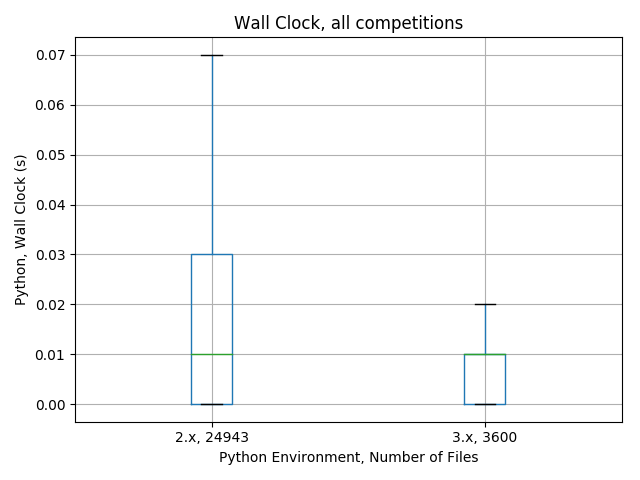 Wall Clock, all competitions
Python, Wall Clock (s)
0.07
0.06
0.05
0.04
0.03
0.02
0.01
0.00
2.x, 24943
3.x, 3600
Python Environment, Number of Files